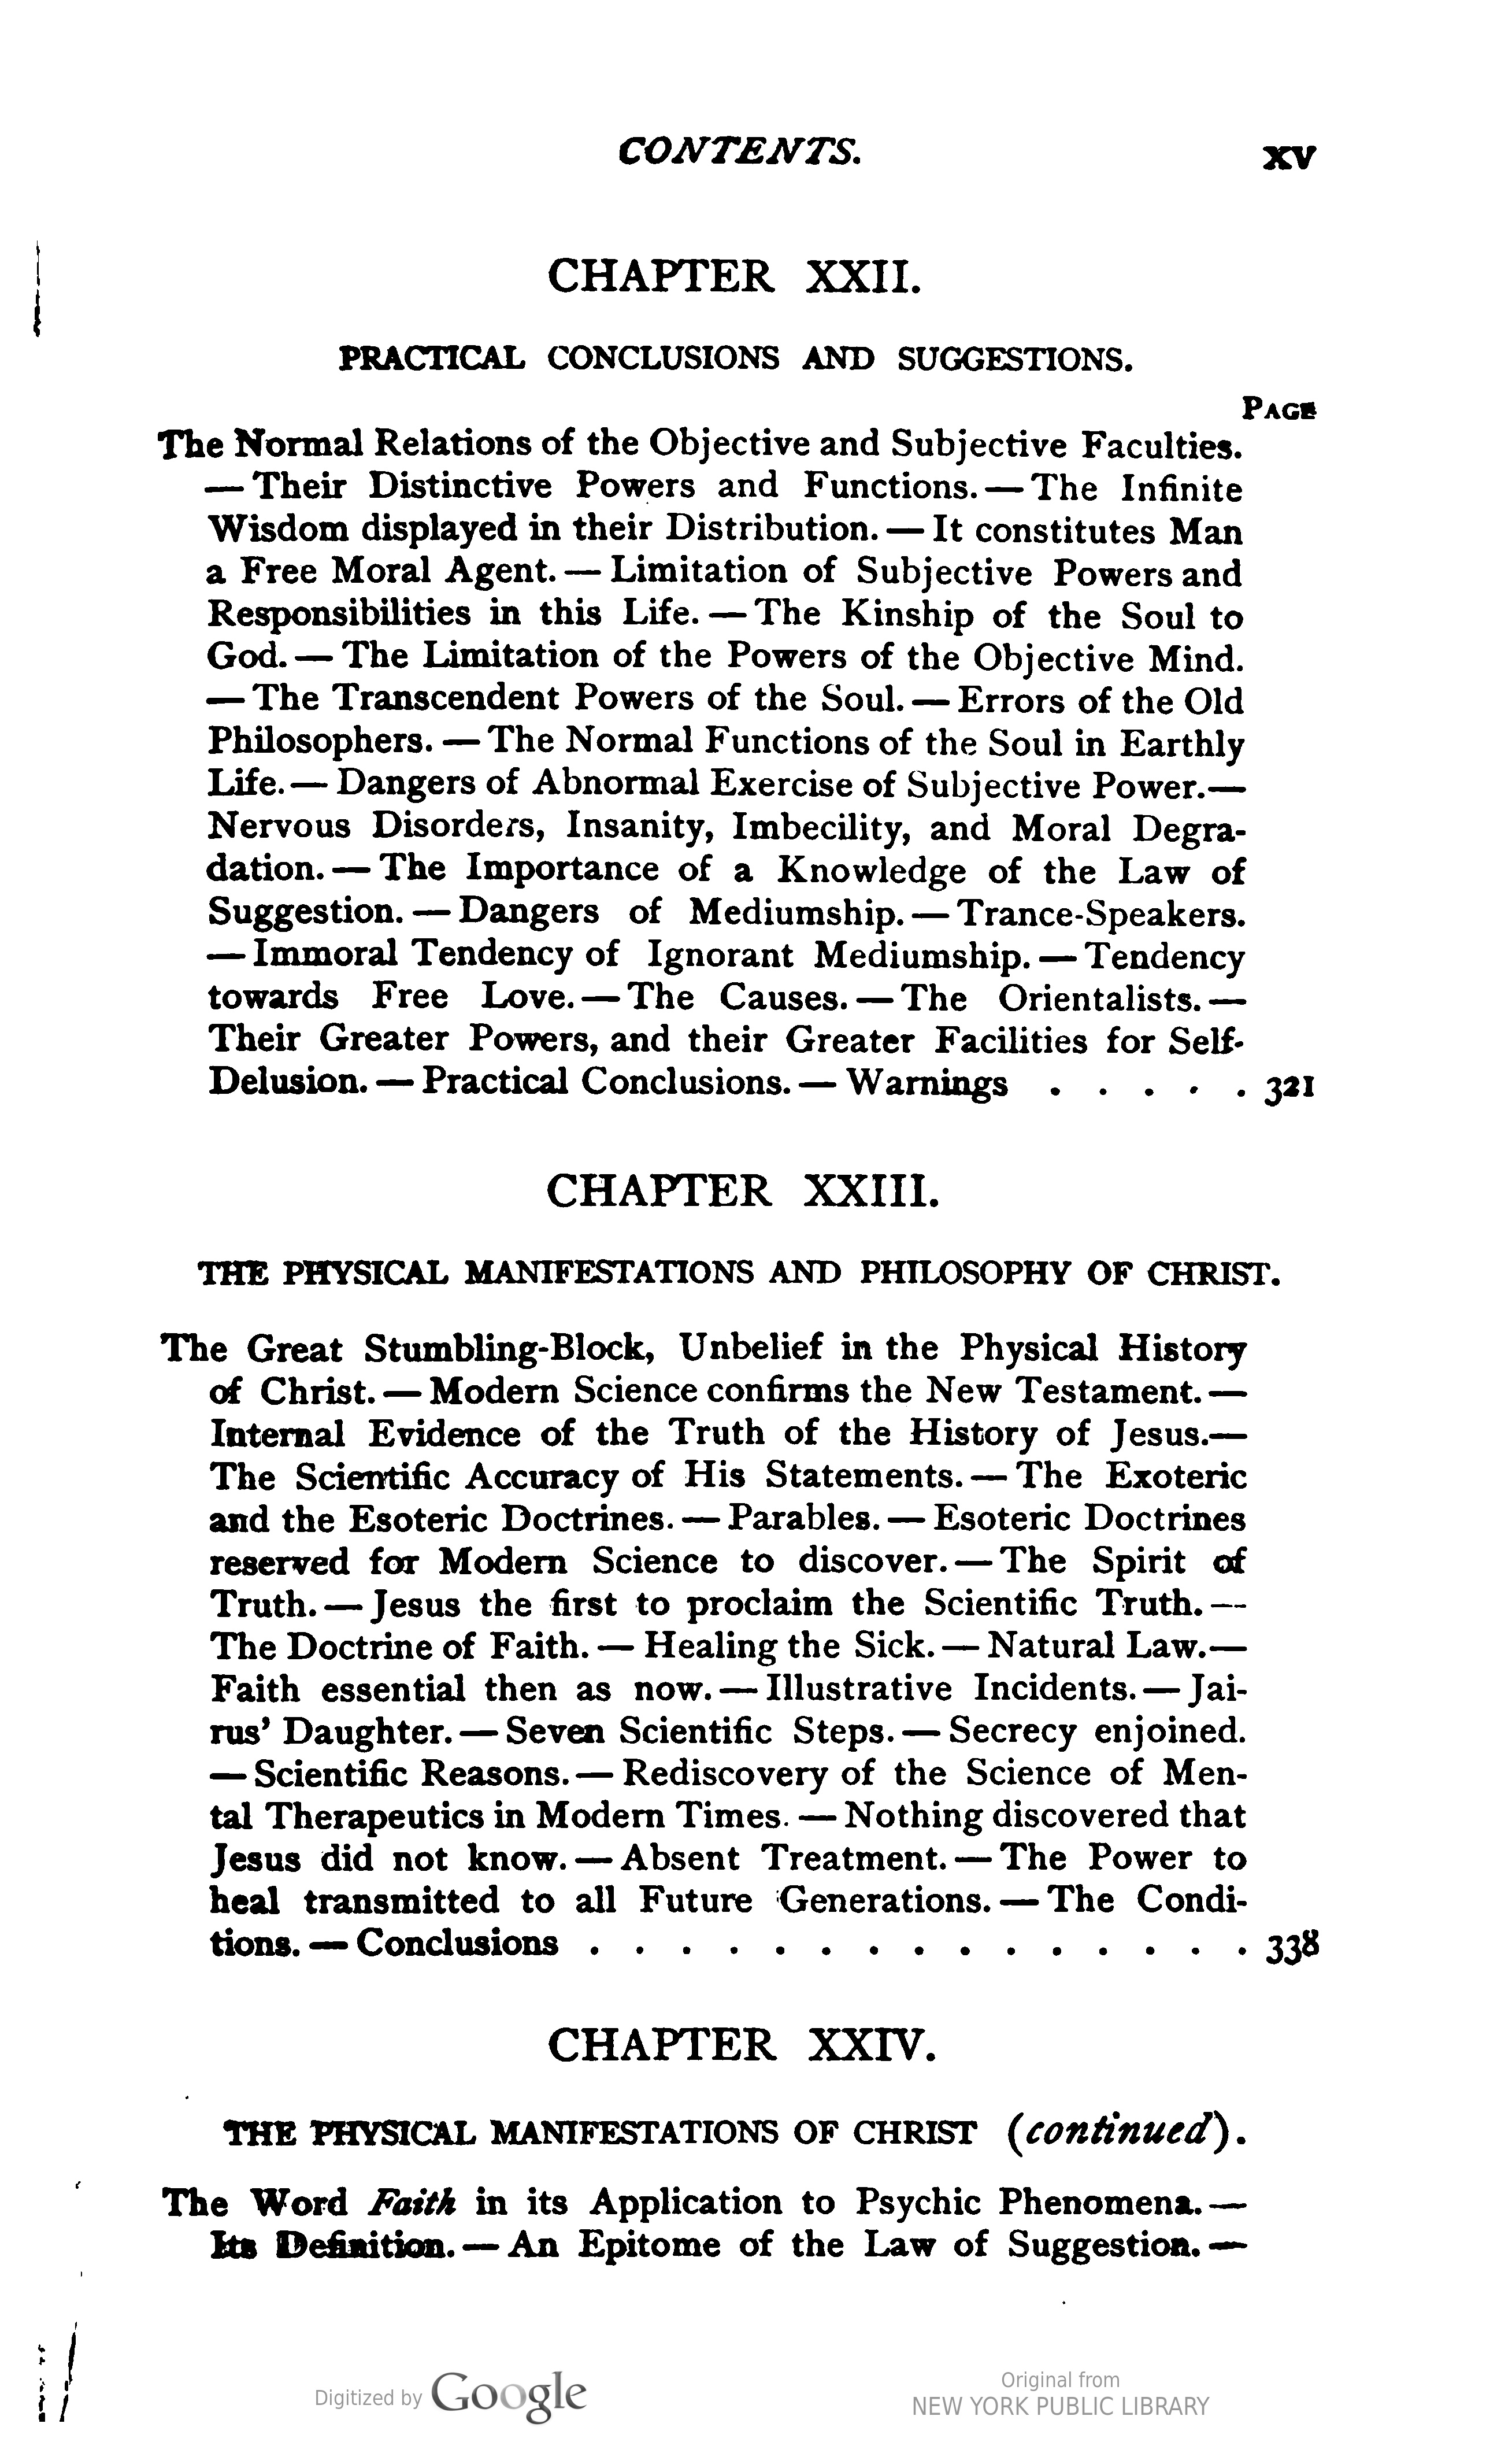 CONTENTS. XV
CHAPTER XXII.
PRACTICAL CONCLUSIONS AND SUGGESTIONS.
PAGE
The Normal Relations of the Objective and Subjective Faculties.
— Their Distinctive Powers and Functions. — The Infinite
Wisdom displayed in their Distribution. — It constitutes Man
a Free Moral Agent. — Limitation of Subjective Powers and
Responsibilities in this Life. — The Kinship of the Soul to
God. — The Limitation of the Powers of the Objective Mind.
— The Transcendent Powers of the Soul. — Errors of the Old
Philosophers. — The Normal Functions of the Soul in Earthly
Life. — Dangers of Abnormal Exercise of Subjective Power. —
Nervous Disorders, Insanity, Imbecility, and Moral Degra-
dation. — The Importance of a Knowledge of the Law of
Suggestion. — Dangers of Mediumship. — Trance-Speakers.
— Immoral Tendency of Ignorant Mediumship. — Tendency
towards Free Love. — The Causes. — The Orientalists. —
Their Greater Powers, and their Greater Facilities for Self-
Delusion. — Practical Conclusions. — Warnings . . . . . 321
CHAPTER XXIII.
THE PHYSICAL MANIFESTATIONS AND PHILOSOPHY OF CHRIST.
The Great Stumbling-Block, Unbelief in the Physical History
of Christ. — Modern Science confirms the New Testament. —
Internal Evidence of the Truth of the History of Jesus. —
The Scientific Accuracy of His Statements. — The Exoteric
and the Esoteric Doctrines. — Parables. — Esoteric Doctrines
reserved for Modern Science to discover. — The Spirit of
Truth. — Jesus the first to proclaim the Scientific Truth. —
The Doctrine of Faith. — Healing the Sick. — Natural Law. —
Faith essential then as now. — Illustrative Incidents. — Jai-
rus' Daughter. — Seven Scientific Steps. — Secrecy enjoined.
— Scientific Reasons. — Rediscovery of the Science of Men-
tal Therapeutics in Modern Times. — Nothing discovered that
Jesus did not know. — Absent Treatment. — The Power to
heal transmitted to all Future Generations. — The Condi-
tions. — Conclusions . . . . . . . . . . . . . . . 338
CHAPTER XXIV.
THE PHYSICAL MANIFESTATIONS OF CHRIST (continued).
The Word Faith in its Application to Psychic Phenomena. —
Its Definition. — An Epitome of the Law of Suggestion. —
Digitized by Google
Original from
NEW YORK PUBLIC LIBRARY